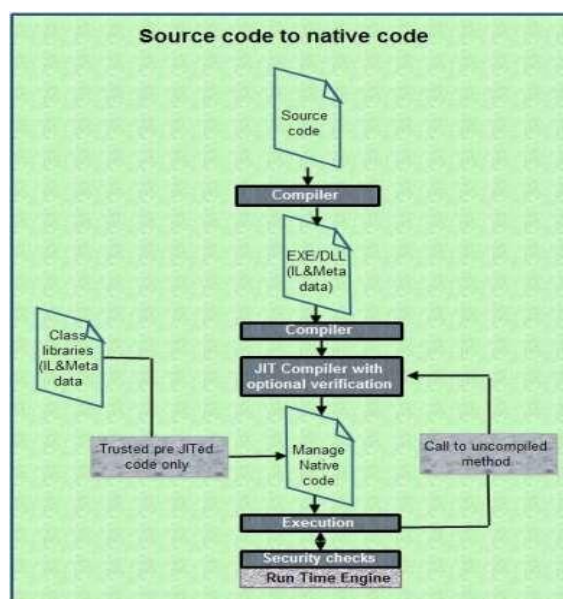 Source code to native code
Source
code
Compiler
EXE/DLL
(IL&Meta
data)
Compiler
Class
libraries
(IL&Meta
data
JIT Compiler with
optional verification
Trusted pre JITed
code only
Manage
Native
code
Call to uncompiled
method
Execution
Security checks
Run Time Engine